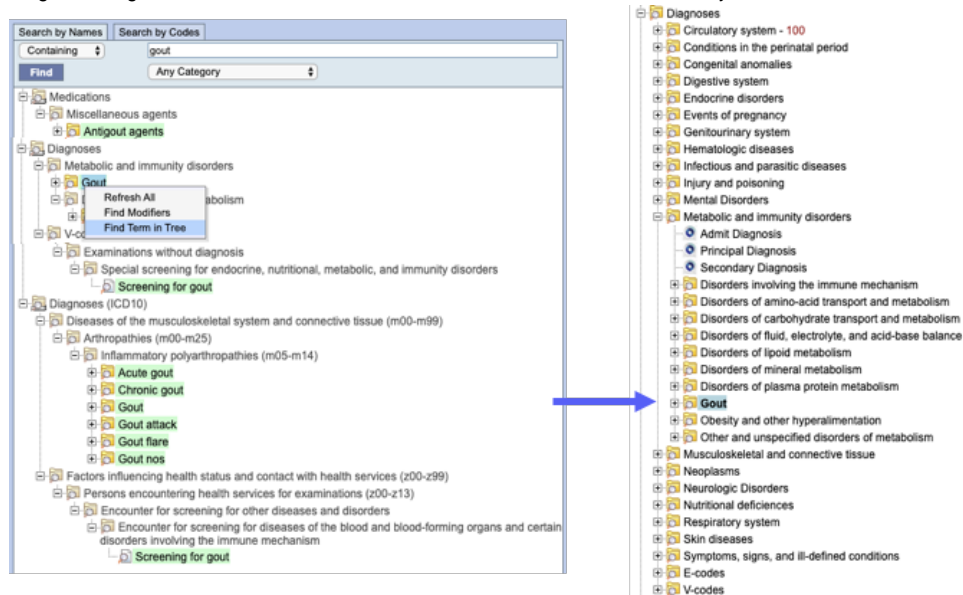 Search by Names
Search by Codes
Containing
gout
Find
Any Category
Medications
Miscellaneous agents
Antigout agents
Diagnoses
Metabolic and immunity disorders
Gout
Refresh All
abolism
Find Modifiers
Find Term in Tree
V-co
Examinations without diagnosis
Special screening for endocrine, nutritional, metabolic, and immunity disorders
Screening for gout
Diagnoses (ICD10)
Diseases of the musculoskeletal system and connective tissue (m00-m99)
Arthropathies (m00-m25)
Inflammatory polyarthropathies (m05-m14)
Acute gout
Chronic gout
Gout
Gout attack
Gout flare
Gout nos
Factors influencing health status and contact with health services (z00-z99)
Persons encountering health services for examinations (z00-z13)
Encounter for screening for other diseases and disorders
Encounter for screening for diseases of the blood and blood-forming organs and certain
disorders involving the immune mechanism
Screening for gout
Diagnoses
Circulatory system - 100
Conditions in the perinatal period
Congenital anomalies
Digestive system
Endocrine disorders
Events of pregnancy
Genitourinary system
Hematologic diseases
Infectious and parasitic diseases
Injury and poisoning
Mental Disorders
Metabolic and immunity disorders
Admit Diagnosis
Principal Diagnosis
Secondary Diagnosis
Disorders involving the immune mechanism
Disorders of amino-acid transport and metabolism
Disorders of carbohydrate transport and metabolism
Disorders of fluid, electrolyte, and acid-base balance
Disorders of lipoid metabolism
Disorders of mineral metabolism
Disorders of plasma protein metabolism
Gout
Obesity and other hyperalimentation
Other and unspecified disorders of metabolism
Musculoskeletal and connective tissue
Neoplasms
Neurologic Disorders
Nutritional deficiences
Respiratory system
Skin diseases
Symptoms, signs, and ill-defined conditions
E-codes
V-codes